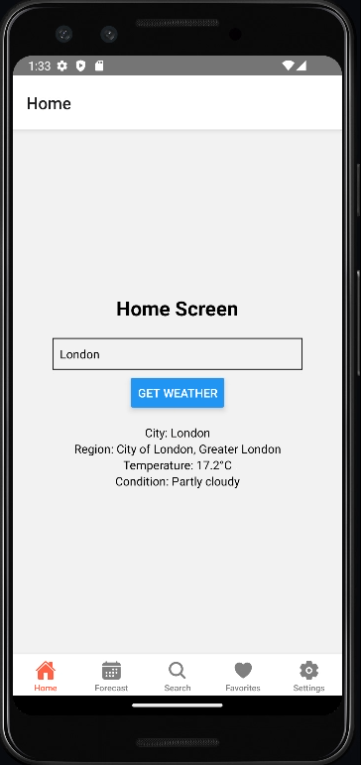 1:33
Home
Home Screen
London
GET WEATHER
City: London
Region: City of London, Greater London
Temperature: 17.2°C
Condition: Partly cloudy
Home
Forecast
Search
Favorites
Settings